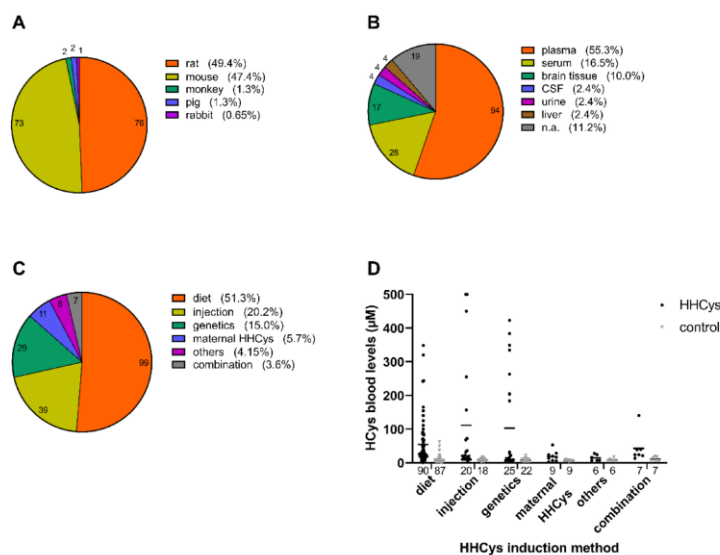 A
2
2
1
73
76
rat (49.4%)
mouse (47.4%)
monkey (1.3%)
pig (1.3%)
rabbit (0.65%)
B
19
4
4
4
17
28
94
plasma (55.3%)
serum (16.5%)
brain tissue (10.0%)
CSF (2.4%)
urine (2.4%)
liver (2.4%)
n.a. (11.2%)
C
7
8
11
29
39
99
diet (51.3%)
injection (20.2%)
genetics (15.0%)
maternal HHCys (5.7%)
others (4.15%)
combination (3.6%)
D
HCys blood levels (µM)
500
400
300
200
100
0
HHCys
control
90 87 20 18 25 22 9 9 6 6 7 7
diet
injection
genetics
maternal
HHCys
others
combination
HHCys induction method